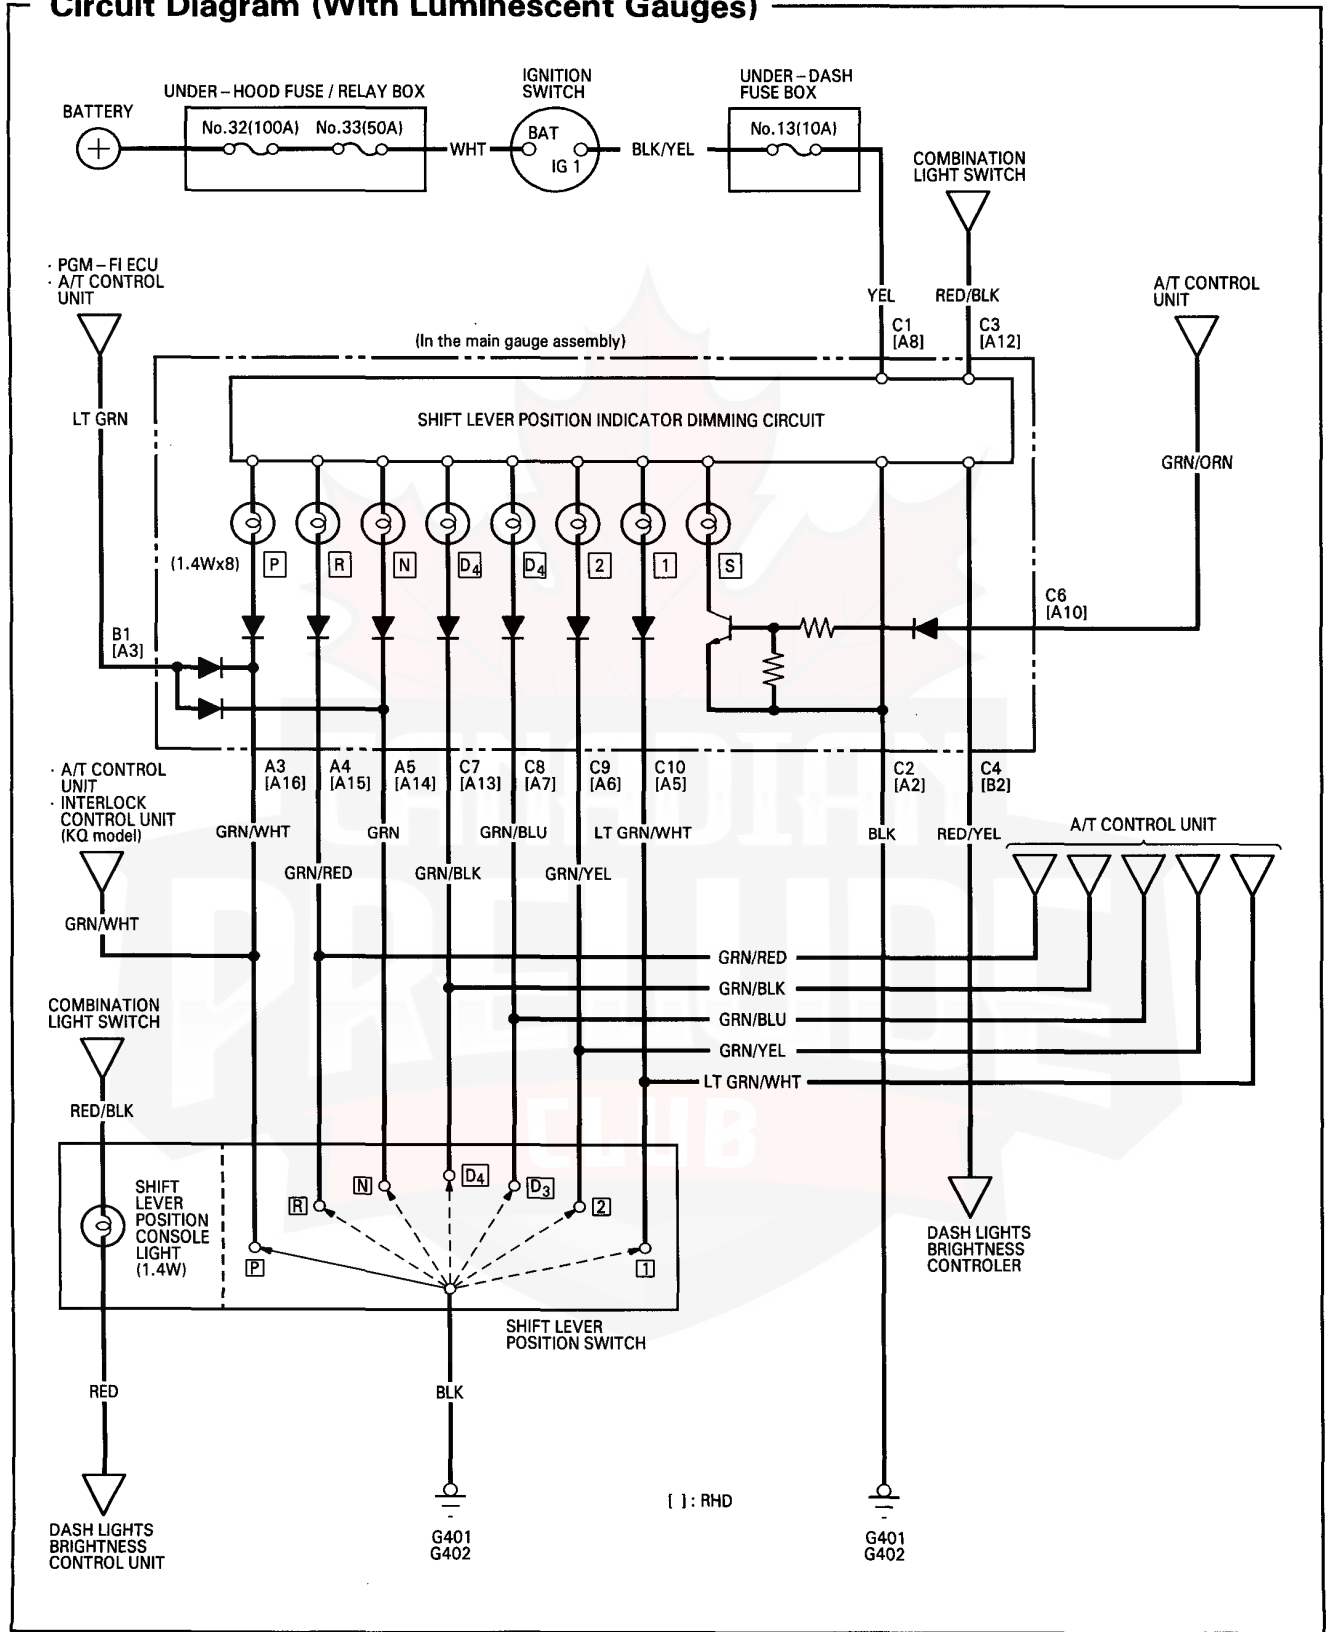 Circuit Diagram (With Luminescent Gauges)
BATTERY
UNDER-HOOD FUSE / RELAY BOX
No.32(100A) No.33(50A)
WHT
IGNITION
SWITCH
BAT
IG 1
BLK/YEL
UNDER-DASH
FUSE BOX
No.13(10A)
COMBINATION
LIGHT SWITCH
· PGM-FI ECU
· A/T CONTROL
UNIT
A/T CONTROL
UNIT
YEL
RED/BLK
C1
[A8]
C3
[A12]
(In the main gauge assembly)
LT GRN
SHIFT LEVER POSITION INDICATOR DIMMING CIRCUIT
GRN/ORN
(1.4Wx8)
P
R
N
D4
D4
2
1
S
C6
[A10]
B1
[A3]
· A/T CONTROL
UNIT
· INTERLOCK
CONTROL UNIT
(KQ model)
A3
[A16]
A4
[A15]
A5
[A14]
C7
[A13]
C8
[A7]
C9
[A6]
C10
[A5]
C2
[A2]
C4
[B2]
GRN/WHT
GRN
GRN/BLU
LT GRN/WHT
BLK
RED/YEL
A/T CONTROL UNIT
GRN/RED
GRN/BLK
GRN/YEL
GRN/WHT
GRN/RED
GRN/BLK
GRN/BLU
GRN/YEL
LT GRN/WHT
COMBINATION
LIGHT SWITCH
RED/BLK
CANADIAN
PRELUDE
CLUB
SHIFT
LEVER
POSITION
CONSOLE
LIGHT
(1.4W)
P
R
N
D4
D3
2
1
SHIFT LEVER
POSITION SWITCH
DASH LIGHTS
BRIGHTNESS
CONTROLER
RED
BLK
DASH LIGHTS
BRIGHTNESS
CONTROL UNIT
G401
G402
[ ] : RHD
G401
G402